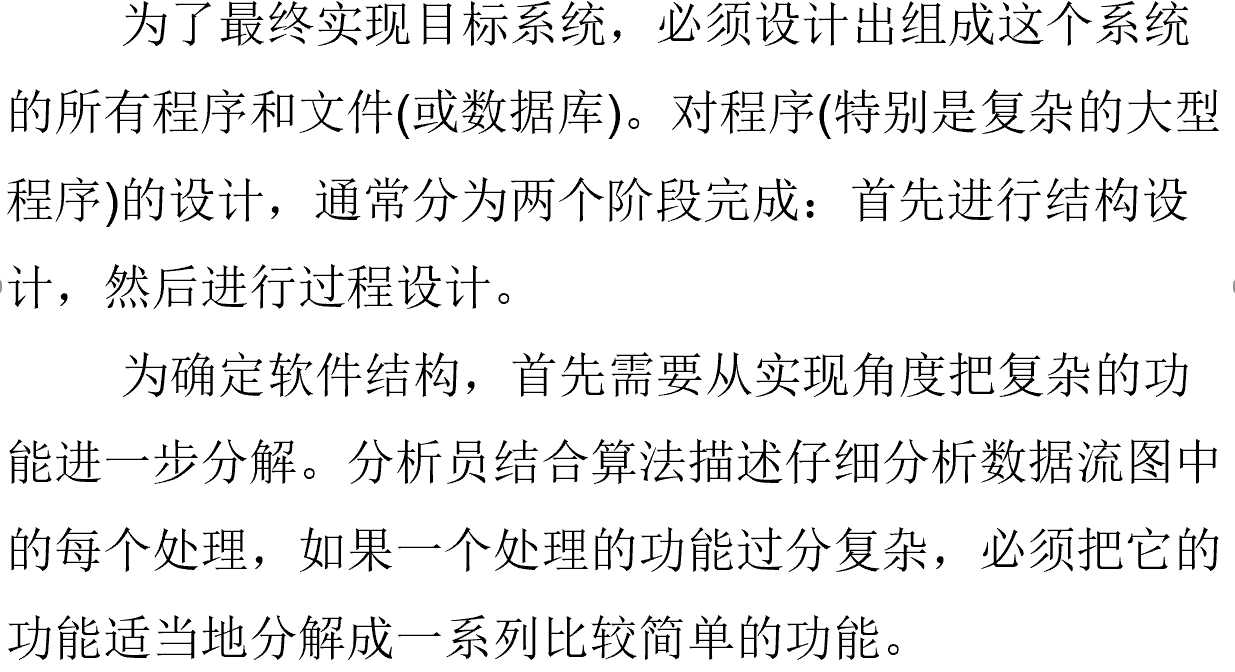 为了最终实现目标系统，必须设计出组成这个系统
的所有程序和文件(或数据库)。对程序(特别是复杂的大型
程序)的设计，通常分为两个阶段完成：首先进行结构设
计，然后进行过程设计。
为确定软件结构，首先需要从实现角度把复杂的功
能进一步分解。分析员结合算法描述仔细分析数据流图中
的每个处理，如果一个处理的功能过分复杂，必须把它的
功能适当地分解成一系列比较简单的功能。